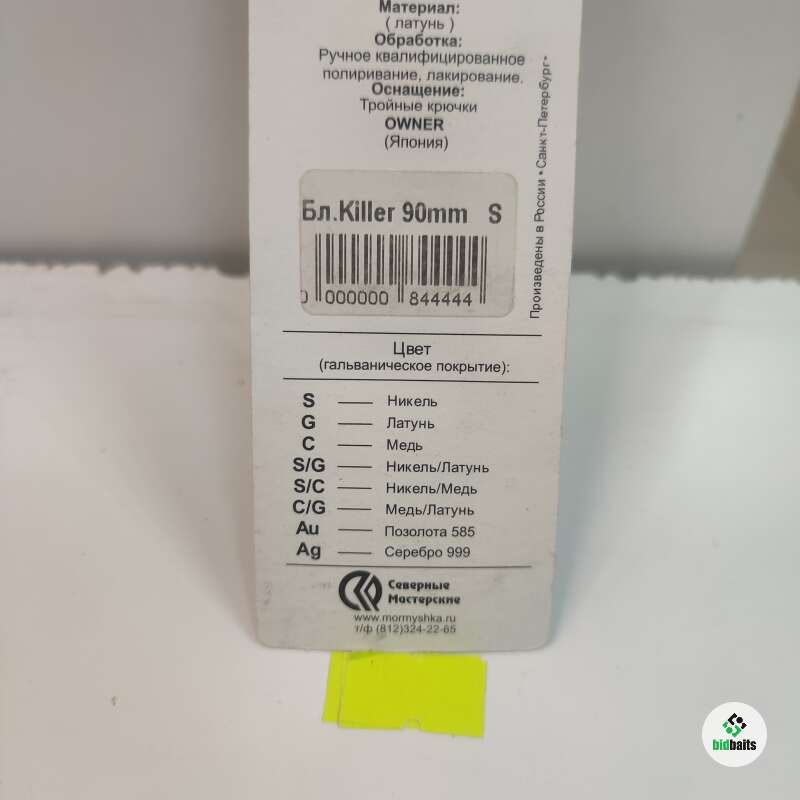 Материал:
( латунь )
Обработка:
Ручное квалифицированное
полиривание, лакирование.
Оснащение:
Тройные крючки
OWNER
(Япония)
Произведены в России • Санкт-Петербург •
Бл.Killer 90mm S
0 000000 844444
Цвет
(гальваническое покрытие):
S — Никель
G — Латунь
C — Медь
S/G — Никель/Латунь
S/C — Никель/Медь
C/G — Медь/Латунь
Au — Позолота 585
Ag — Серебро 999
Северные
Мастерские
www.mormyshka.ru
т/ф (812)324-22-65
bidbaits